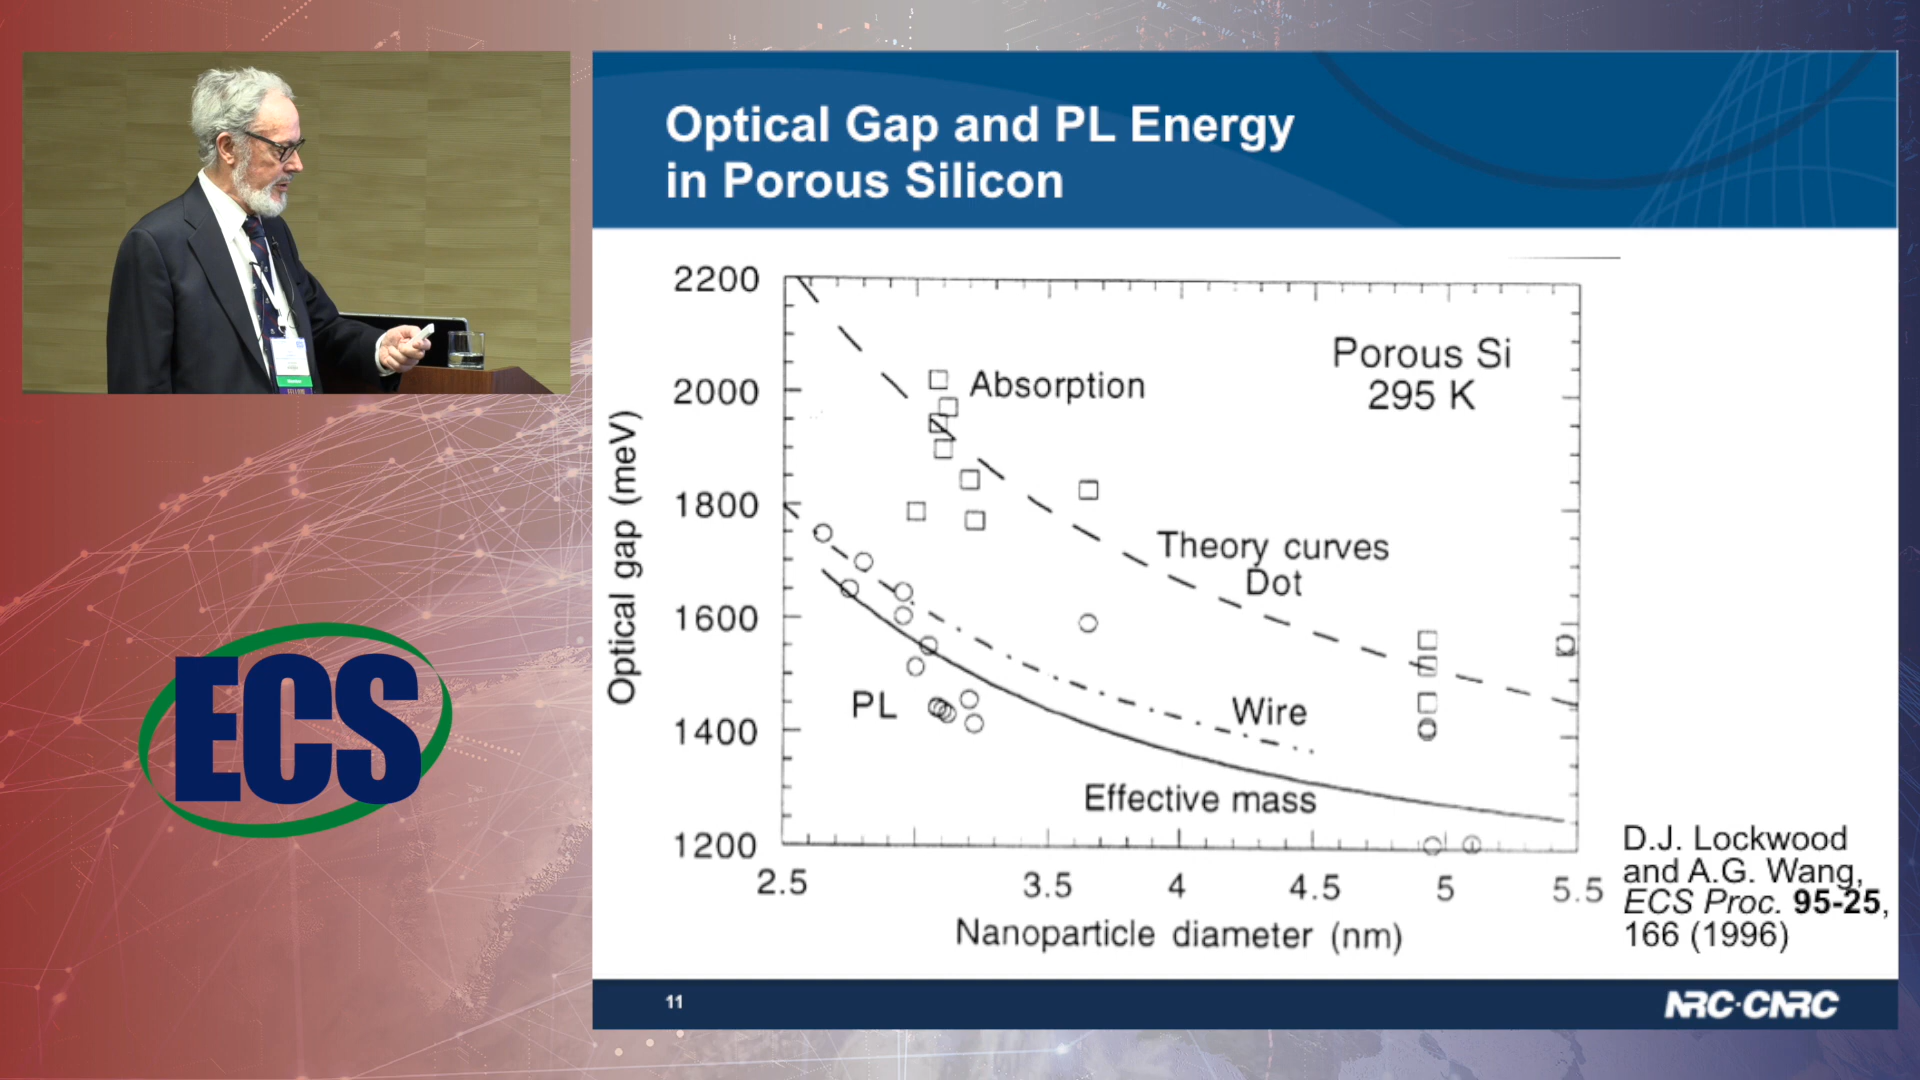 Optical Gap and PL Energy
in Porous Silicon
2200
2000
1800
1600
1400
1200
Optical gap (meV)
Absorption
Porous Si
295 K
Theory curves
Dot
PL
Wire
Effective mass
2.5
3.5
4
4.5
5
5.5
Nanoparticle diameter (nm)
D.J. Lockwood
and A.G. Wang,
ECS Proc. 95-25,
166 (1996)
11
NRC·CNRC
ECS